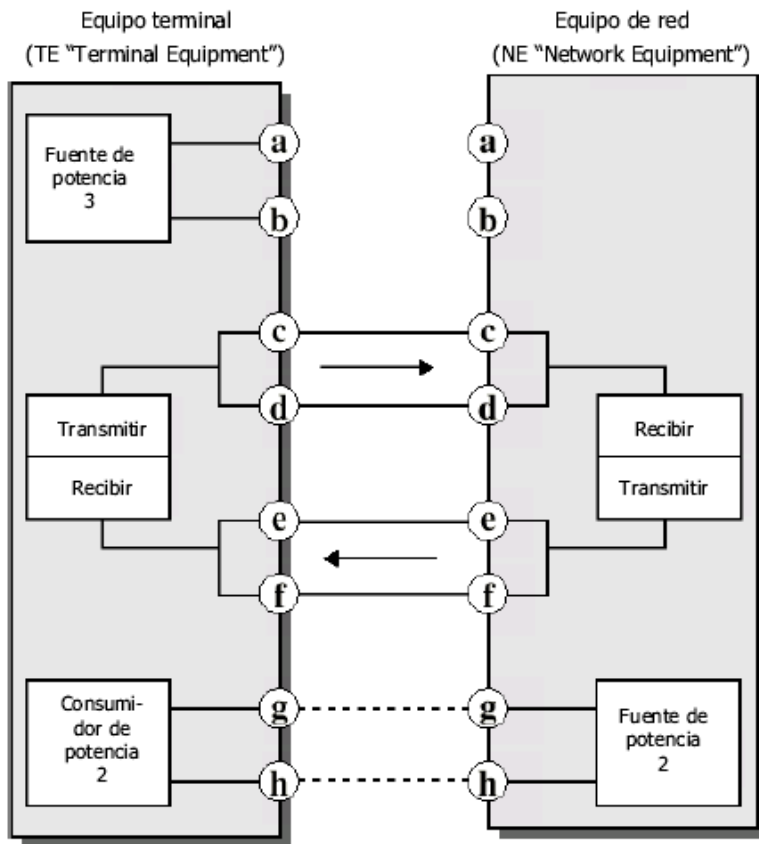 Equipo terminal
(TE “Terminal Equipment”)
Equipo de red
(NE “Network Equipment”)
Fuente de
potencia
3
a
a
b
b
c
c
d
d
Transmitir
Recibir
Recibir
Transmitir
e
e
f
f
Consumi-
dor de
potencia
2
g
g
h
h
Fuente de
potencia
2